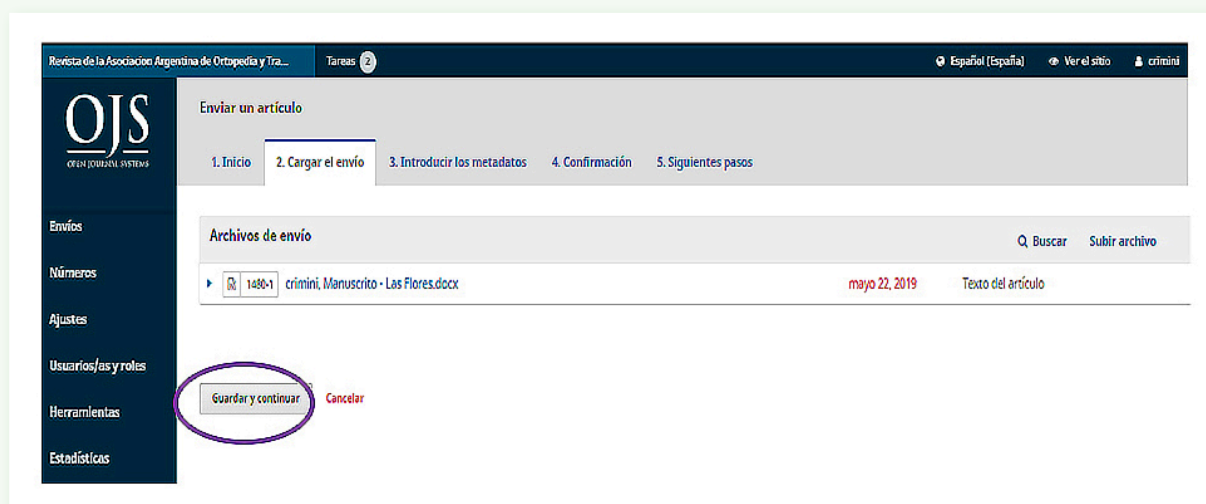 Revista de la Asociacion Argentina de Ortopedia y Tra... Tareas 2 Español [España] Ver el sitio crimini
OJS
OPEN JOURNAL SYSTEMS
Enviar un artículo
1. Inicio 2. Cargar el envío 3. Introducir los metadatos 4. Confirmación 5. Siguientes pasos
Envíos
Archivos de envío Buscar Subir archivo
Números
1480-1 crimini, Manuscrito - Las Flores.docx mayo 22, 2019 Texto del artículo
Ajustes
Usuarios/as y roles
Guardar y continuar Cancelar
Herramientas
Estadísticas